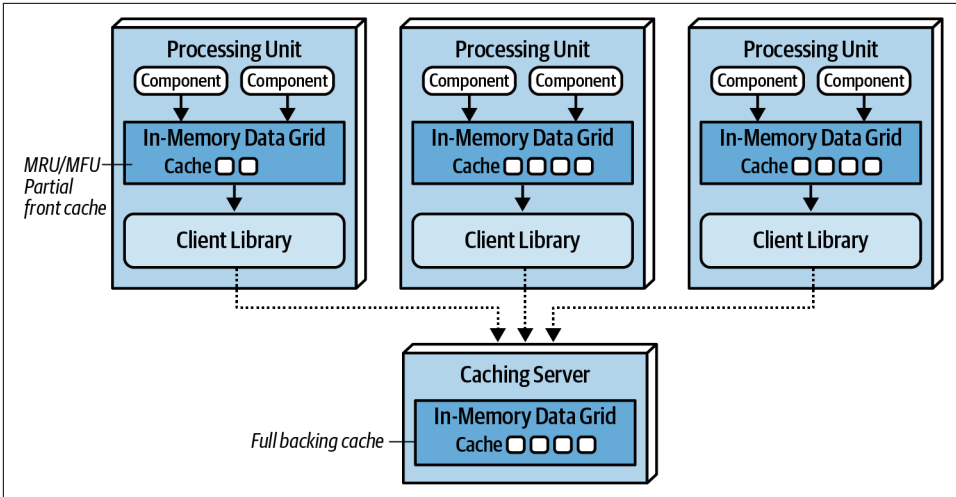 Processing Unit
Component Component
In-Memory Data Grid
Cache
Client Library
Processing Unit
Component Component
In-Memory Data Grid
Cache
Client Library
Processing Unit
Component Component
In-Memory Data Grid
Cache
Client Library
MRU/MFU
Partial
front cache
Caching Server
In-Memory Data Grid
Cache
Full backing cache